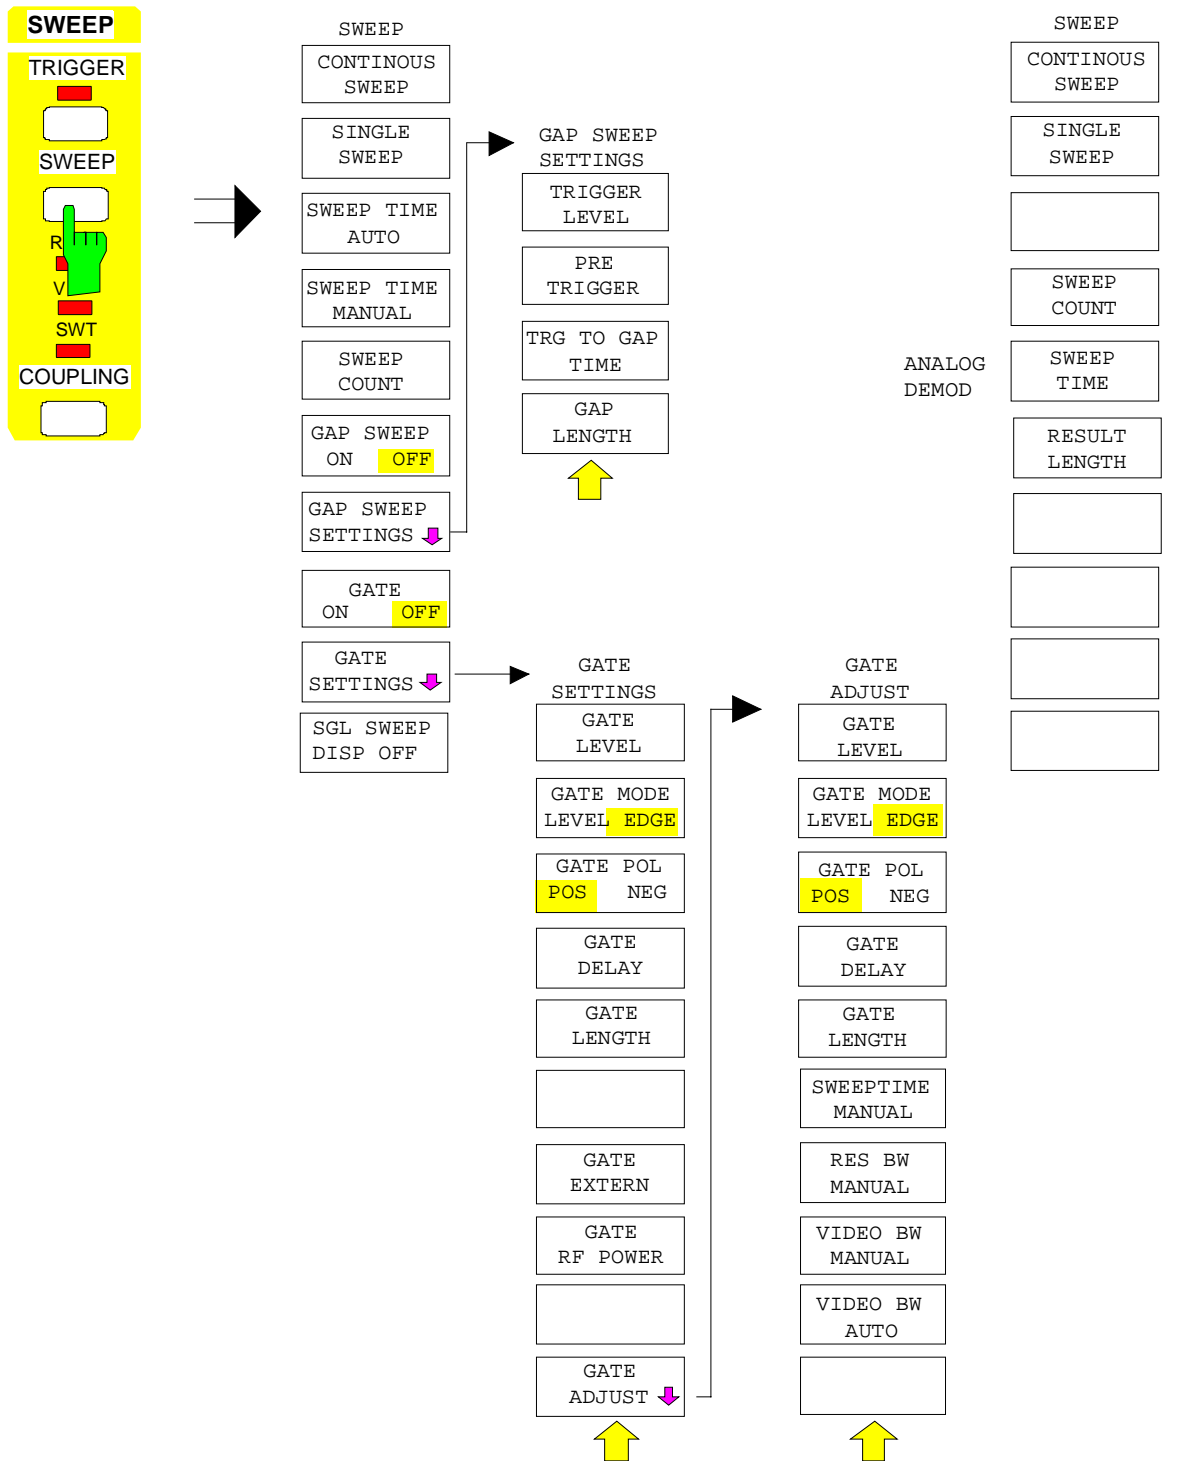 SWEEP
TRIGGER
SWEEP
R
V
SWT
COUPLING
SWEEP
CONTINOUS
SWEEP
SINGLE
SWEEP
SWEEP TIME
AUTO
SWEEP TIME
MANUAL
SWEEP
COUNT
GAP SWEEP
ON OFF
GAP SWEEP
SETTINGS
GATE
ON OFF
GATE
SETTINGS
SGL SWEEP
DISP OFF
GAP SWEEP
SETTINGS
TRIGGER
LEVEL
PRE
TRIGGER
TRG TO GAP
TIME
GAP
LENGTH
GATE
SETTINGS
GATE
LEVEL
GATE MODE
LEVEL EDGE
GATE POL
POS NEG
GATE
DELAY
GATE
LENGTH
GATE
EXTERN
GATE
RF POWER
GATE
ADJUST
GATE
ADJUST
GATE
LEVEL
GATE MODE
LEVEL EDGE
GATE POL
POS NEG
GATE
DELAY
GATE
LENGTH
SWEEPTIME
MANUAL
RES BW
MANUAL
VIDEO BW
MANUAL
VIDEO BW
AUTO
ANALOG
DEMOD
SWEEP
CONTINOUS
SWEEP
SINGLE
SWEEP
SWEEP
COUNT
SWEEP
TIME
RESULT
LENGTH